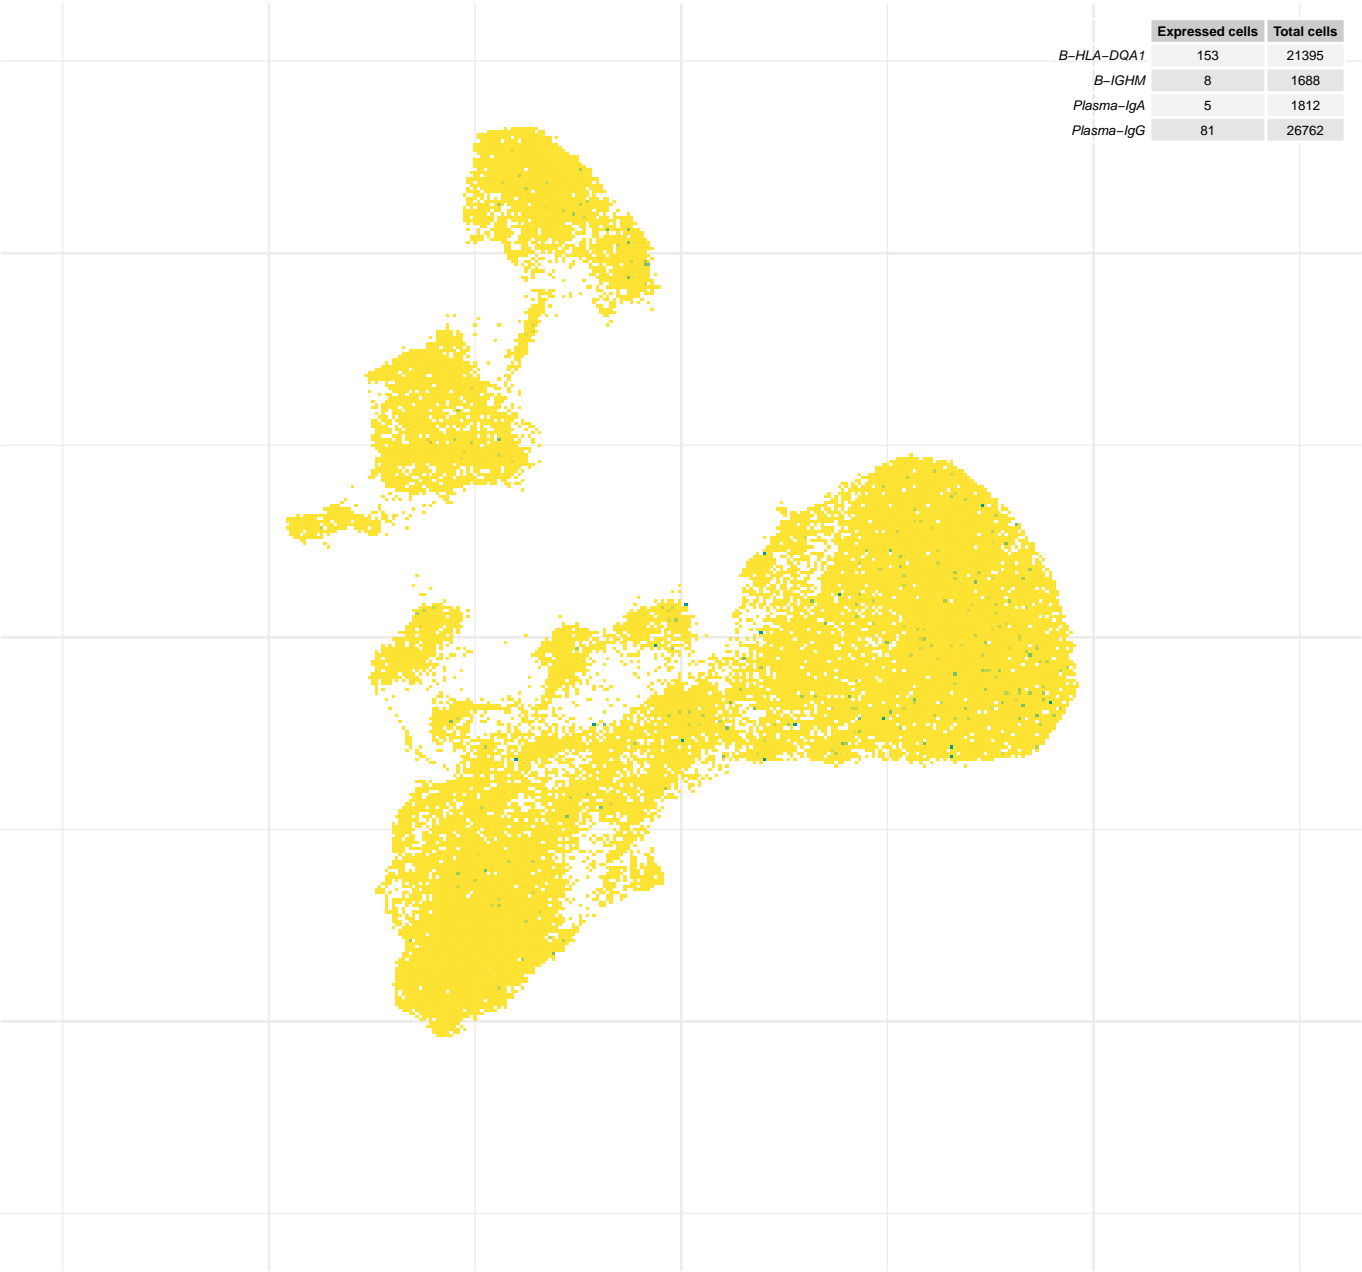 Expressed cells Total cells
B−HLA−DQA1 153 21395
B−IGHM 8 1688
Plasma−IgA 5 1812
Plasma−IgG 81 26762